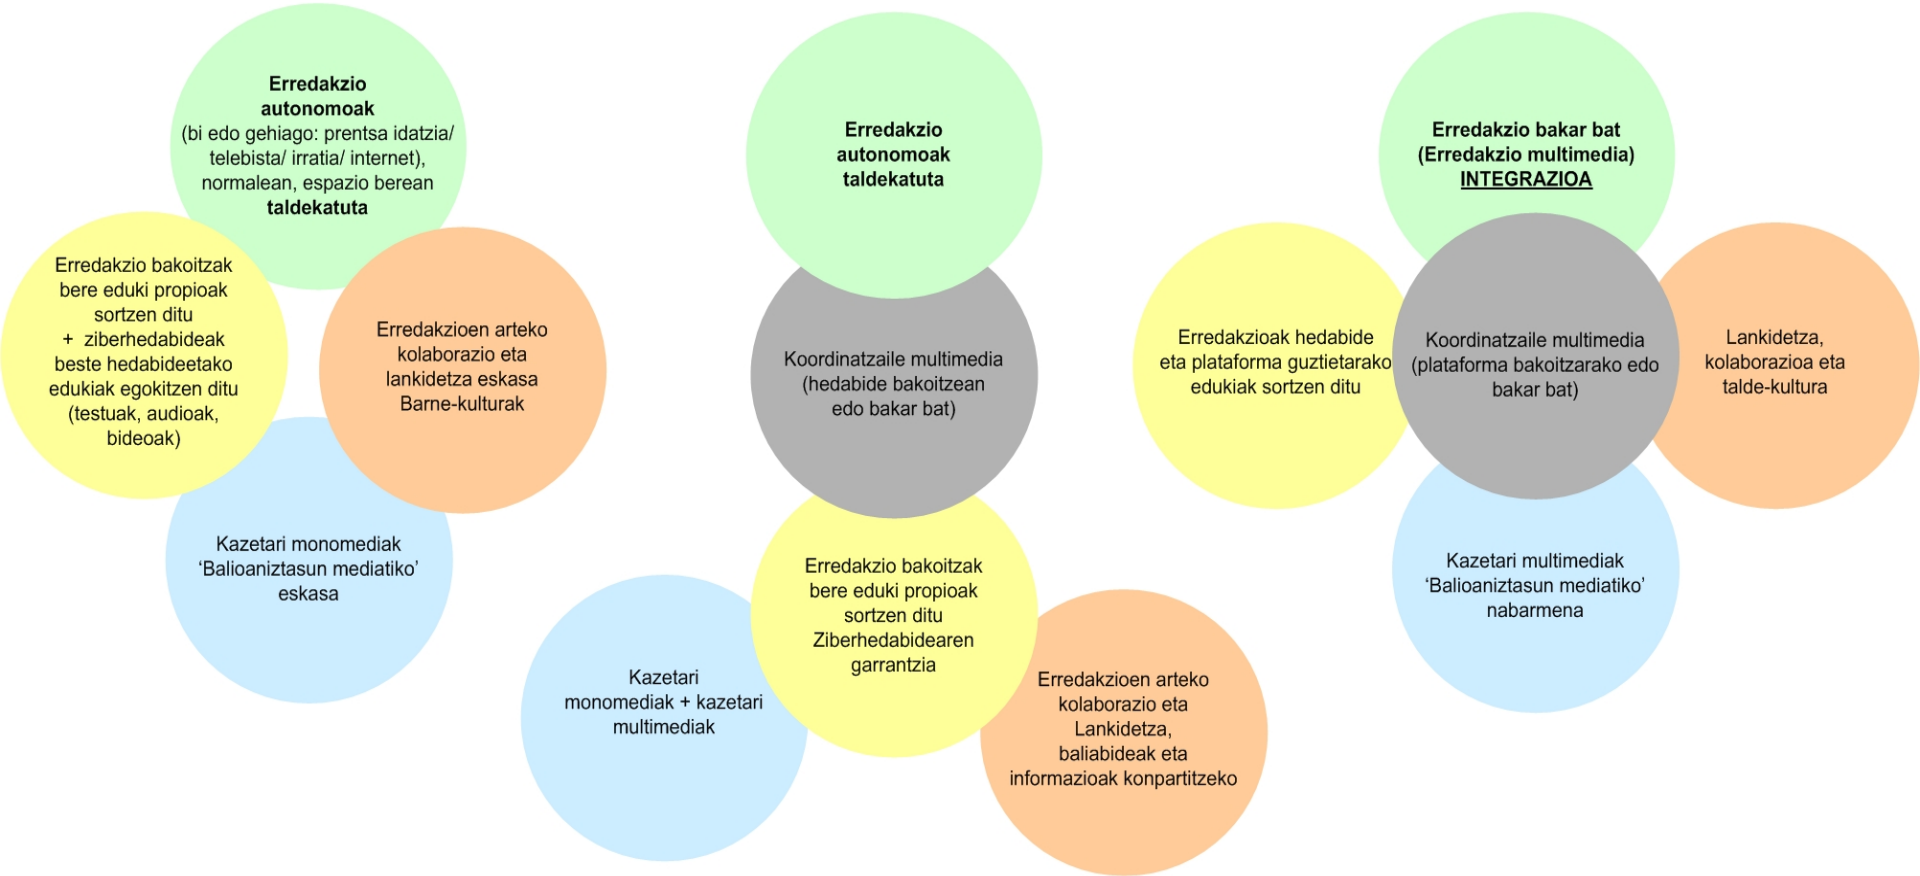 Erredakzio
autonomoak
(bi edo gehiago: prentsa idatzia/
telebista/ irratia/ internet),
normalean, espazio berean
taldekatuta
Erredakzio bakoitzak
bere eduki propioak
sortzen ditu
+ ziberhedabideak
beste hedabideetako
edukiak egokitzen ditu
(testuak, audioak,
bideoak)
Erredakzioen arteko
kolaborazio eta
lankidetza eskasa
Barne-kulturak
Kazetari monomediak
‘Balioaniztasun mediatiko’
eskasa
Erredakzio
autonomoak
taldekatuta
Koordinatzaile multimedia
(hedabide bakoitzean
edo bakar bat)
Erredakzio bakoitzak
bere eduki propioak
sortzen ditu
Ziberhedabidearen
garrantzia
Kazetari
monomediak + kazetari
multimediak
Erredakzioen arteko
kolaborazio eta
Lankidetza,
baliabideak eta
informazioak konpartitzeko
Erredakzio bakar bat
(Erredakzio multimedia)
INTEGRAZIOA
Erredakzioak hedabide
eta plataforma guztietarako
edukiak sortzen ditu
Koordinatzaile multimedia
(plataforma bakoitzarako edo
bakar bat)
Lankidetza,
kolaborazioa eta
talde-kultura
Kazetari multimediak
‘Balioaniztasun mediatiko’
nabarmena